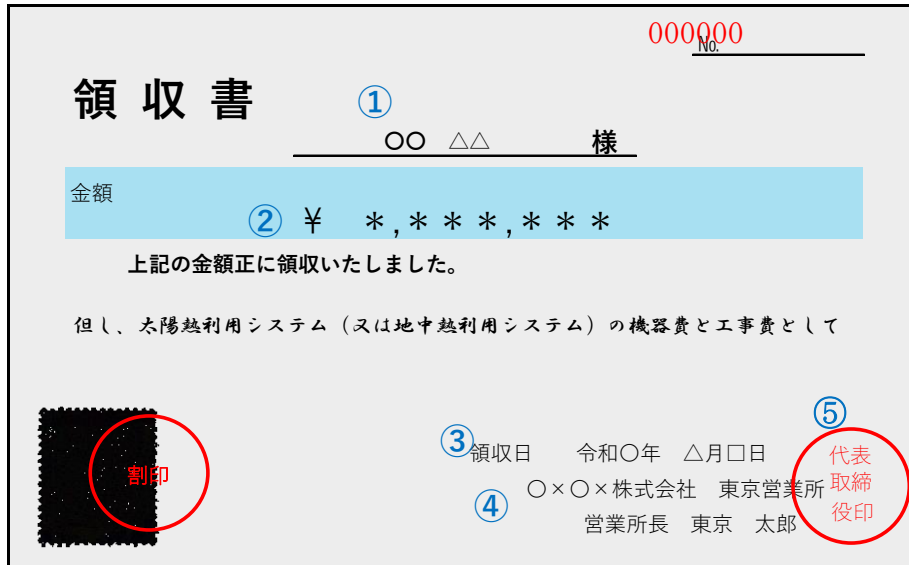 000000
No.
領収書
①
○○ △△ 様
金額
② ¥ *,***,***
上記の金額正に領収いたしました。
但し、太陽熱利用システム（又は地中熱利用システム）の機器費と工事費として
⑤
③ 領収日 令和〇年 △月□日
④ 〇×〇×株式会社 東京営業所
営業所長 東京 太郎
代表
取締
役印
割印